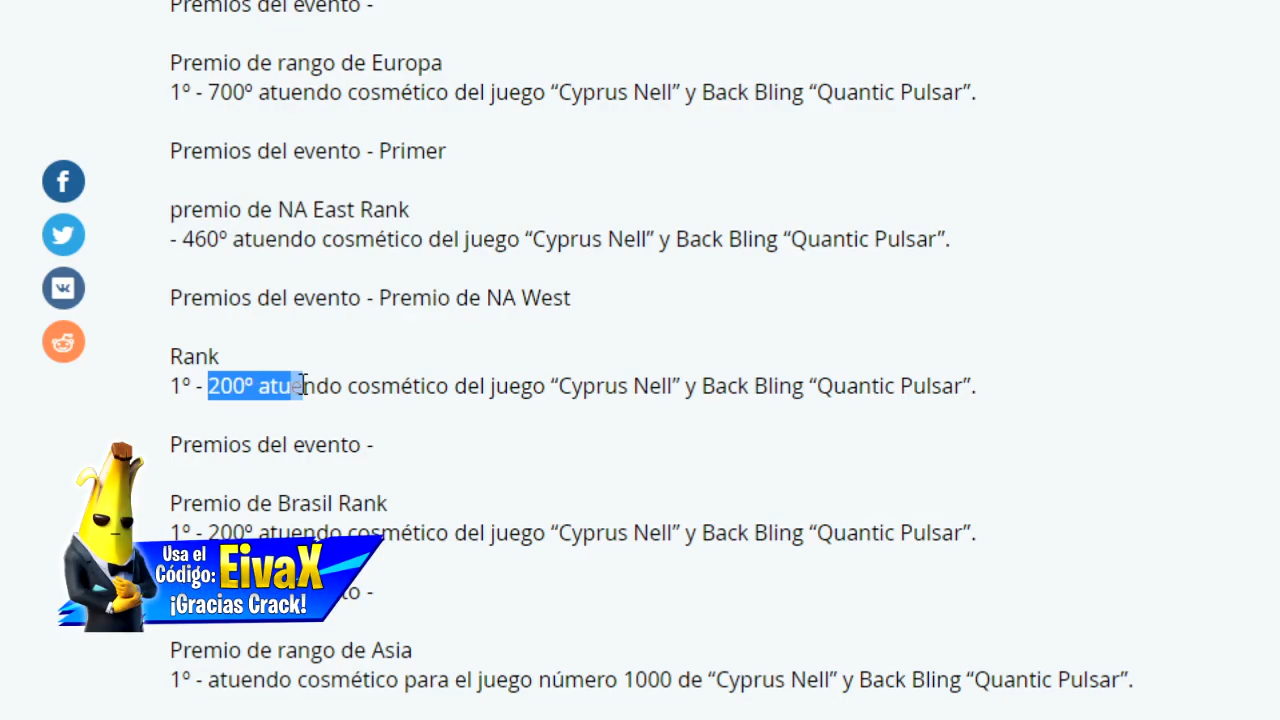 Premios del evento -
Premio de rango de Europa
1º - 700º atuendo cosmético del juego “Cyprus Nell” y Back Bling “Quantic Pulsar”.
Premios del evento - Primer
premio de NA East Rank
- 460º atuendo cosmético del juego “Cyprus Nell” y Back Bling “Quantic Pulsar”.
Premios del evento - Premio de NA West
Rank
1º - 200º atuendo cosmético del juego “Cyprus Nell” y Back Bling “Quantic Pulsar”.
Premios del evento -
Premio de Brasil Rank
1º - 200º atuendo cosmético del juego “Cyprus Nell” y Back Bling “Quantic Pulsar”.
Usa el
Código: EivaX
¡Gracias Crack!
to -
Premio de rango de Asia
1º - atuendo cosmético para el juego número 1000 de “Cyprus Nell” y Back Bling “Quantic Pulsar”.